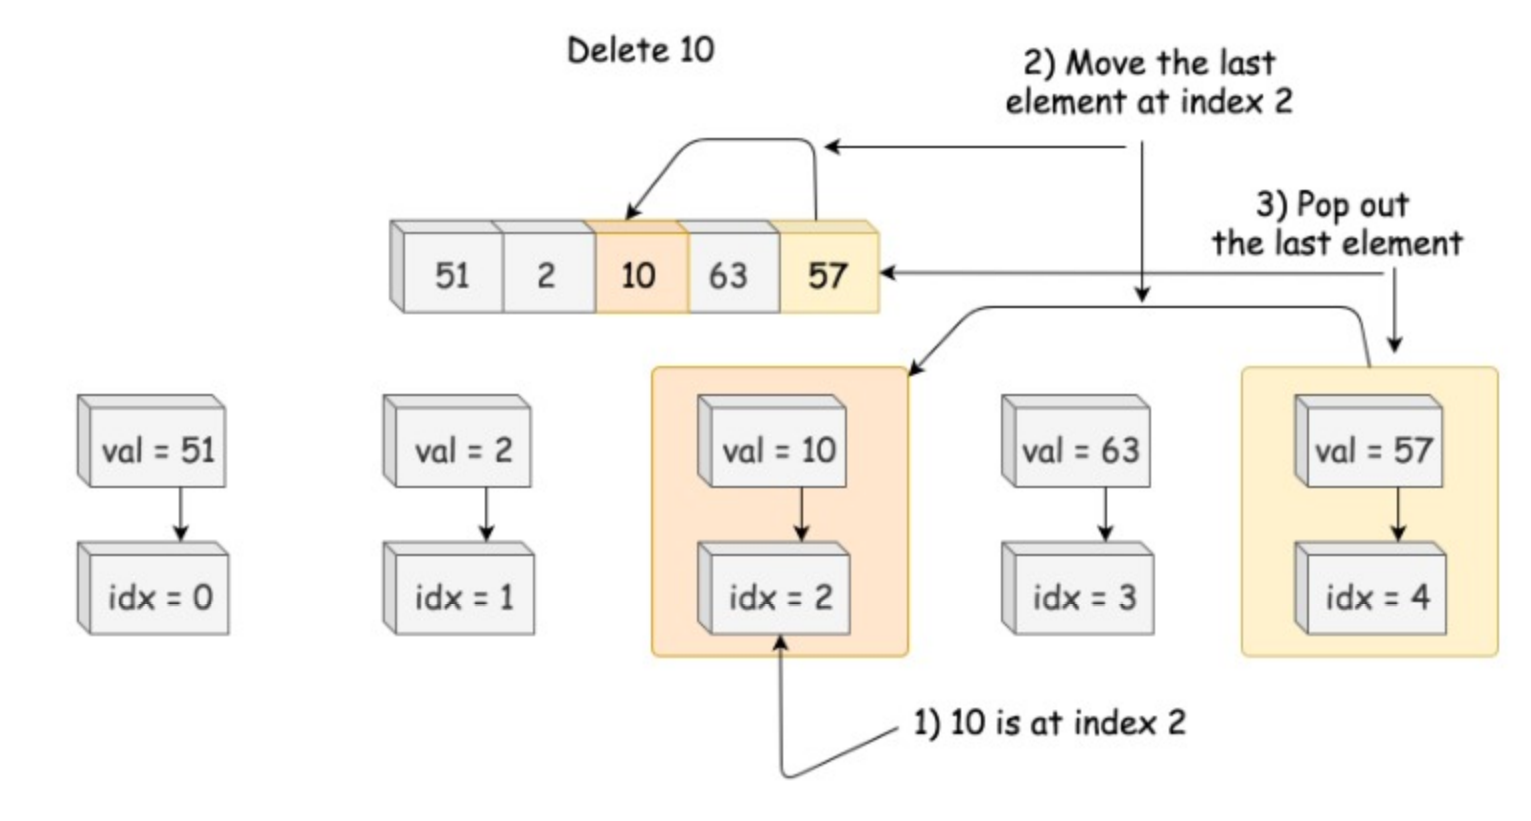 Delete 10
2) Move the last
element at index 2
3) Pop out
the last element
51 2 10 63 57
val = 51 val = 2 val = 10 val = 63 val = 57
idx = 0 idx = 1 idx = 2 idx = 3 idx = 4
1) 10 is at index 2